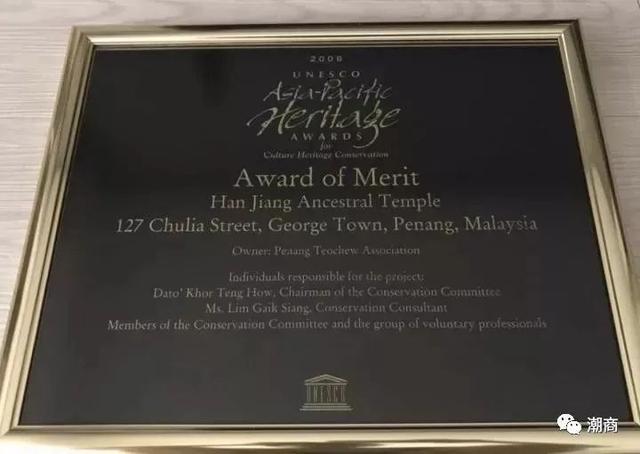 2006
UNESCO
Asia-Pacific
Heritage
AWARDS
for
Culture Heritage Conservation
Award of Merit
Han Jiang Ancestral Temple
127 Chulia Street, George Town, Penang, Malaysia
Owner: Penang Teochew Association
Individuals responsible for the project:
Dato' Khor Teng How, Chairman of the Conservation Committee
Ms. Lim Gaik Siang, Conservation Consultant
Members of the Conservation Committee and the group of voluntary professionals
UNESCO
潮商